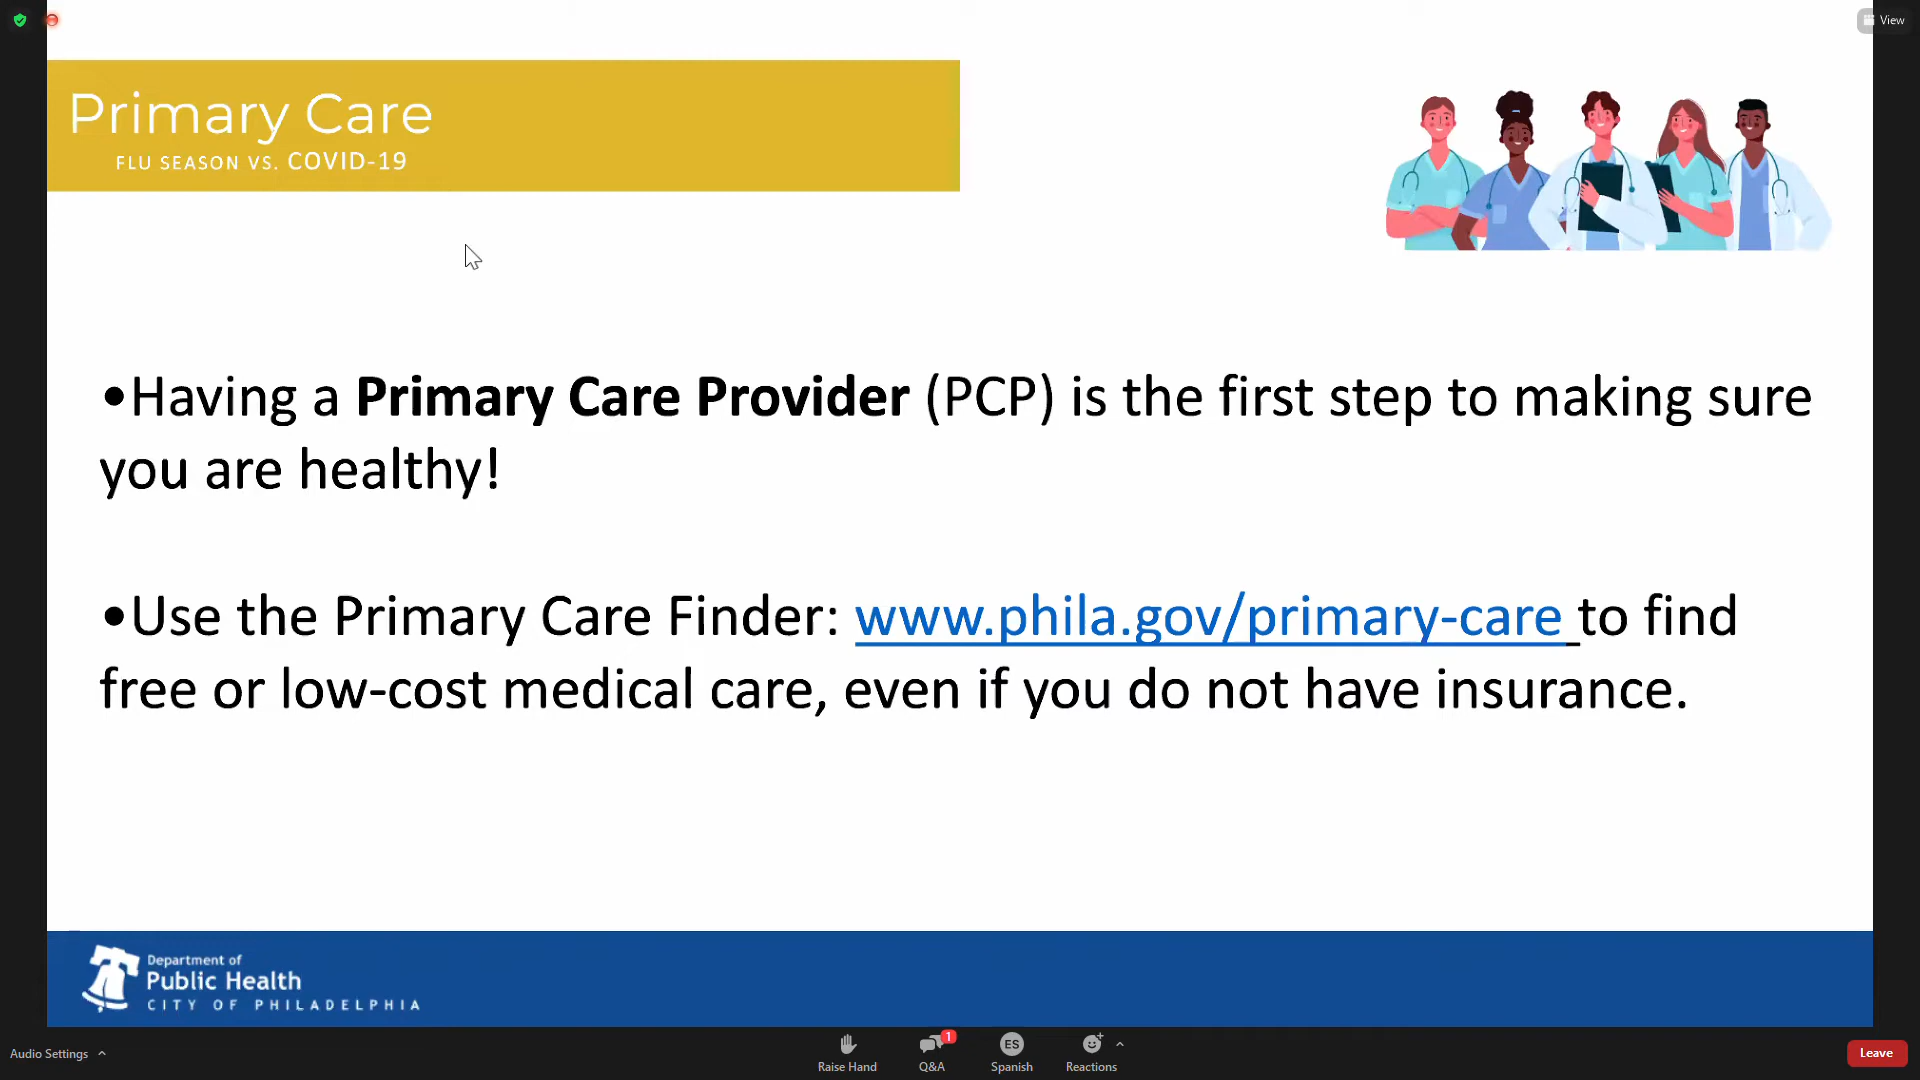 View
Primary Care
FLU SEASON VS. COVID-19
•Having a Primary Care Provider (PCP) is the first step to making sure
you are healthy!
•Use the Primary Care Finder: www.phila.gov/primary-care to find
free or low-cost medical care, even if you do not have insurance.
Department of
Public Health
CITY OF PHILADELPHIA
Audio Settings
Raise Hand
1
Q&A
ES
Spanish
Reactions
Leave